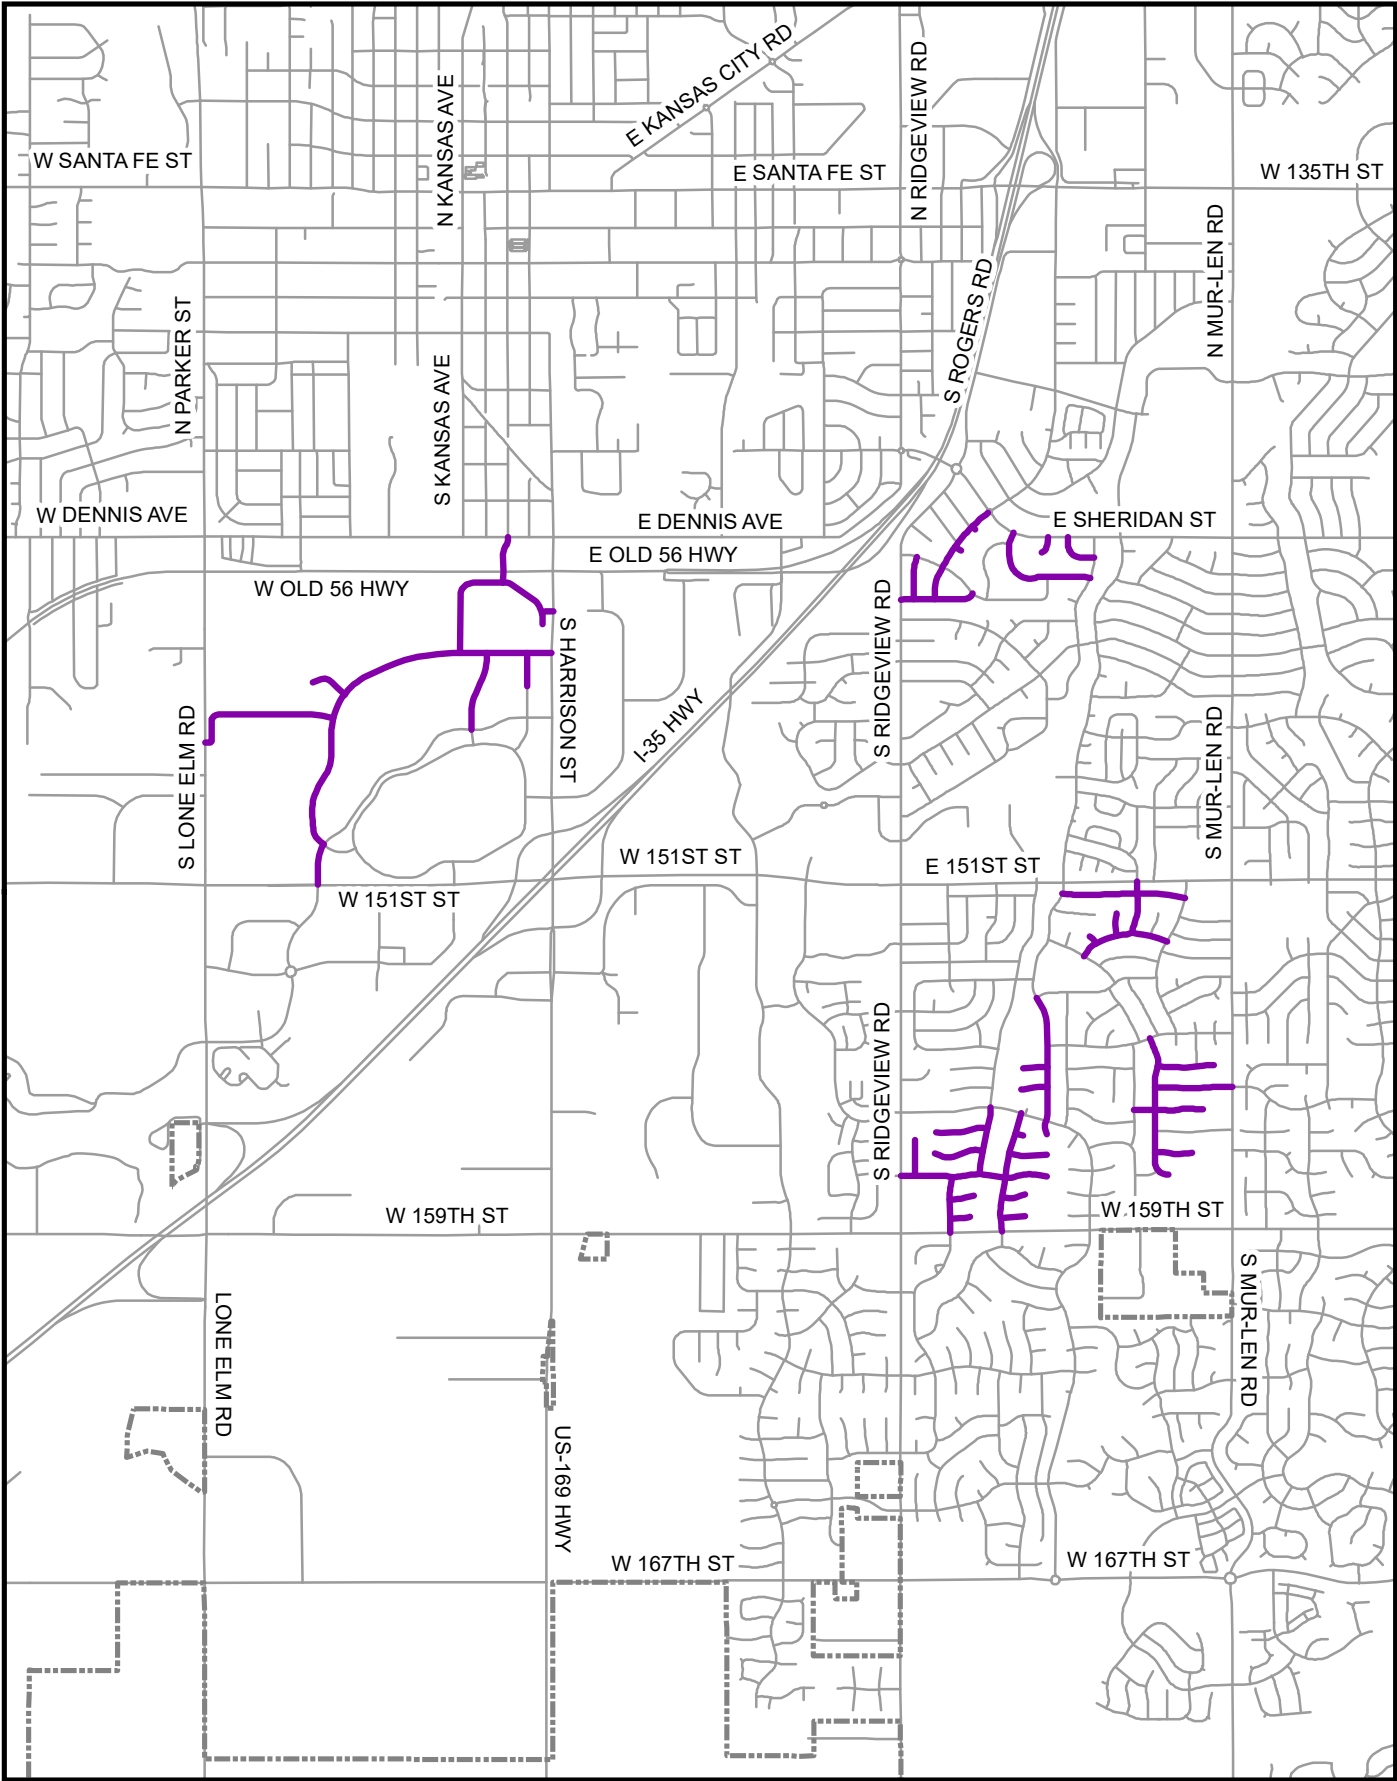 E KANSAS CITY RD
N RIDGEVIEW RD
N KANSAS AVE
W SANTA FE ST
E SANTA FE ST
W 135TH ST
N MUR-LEN RD
S ROGERS RD
N PARKER ST
S KANSAS AVE
W DENNIS AVE
E DENNIS AVE
E SHERIDAN ST
E OLD 56 HWY
W OLD 56 HWY
S RIDGEVIEW RD
S HARRISON ST
I-35 HWY
S LONE ELM RD
S MUR-LEN RD
W 151ST ST
E 151ST ST
W 151ST ST
S RIDGEVIEW RD
W 159TH ST
W 159TH ST
S MUR-LEN RD
LONE ELM RD
US-169 HWY
W 167TH ST
W 167TH ST